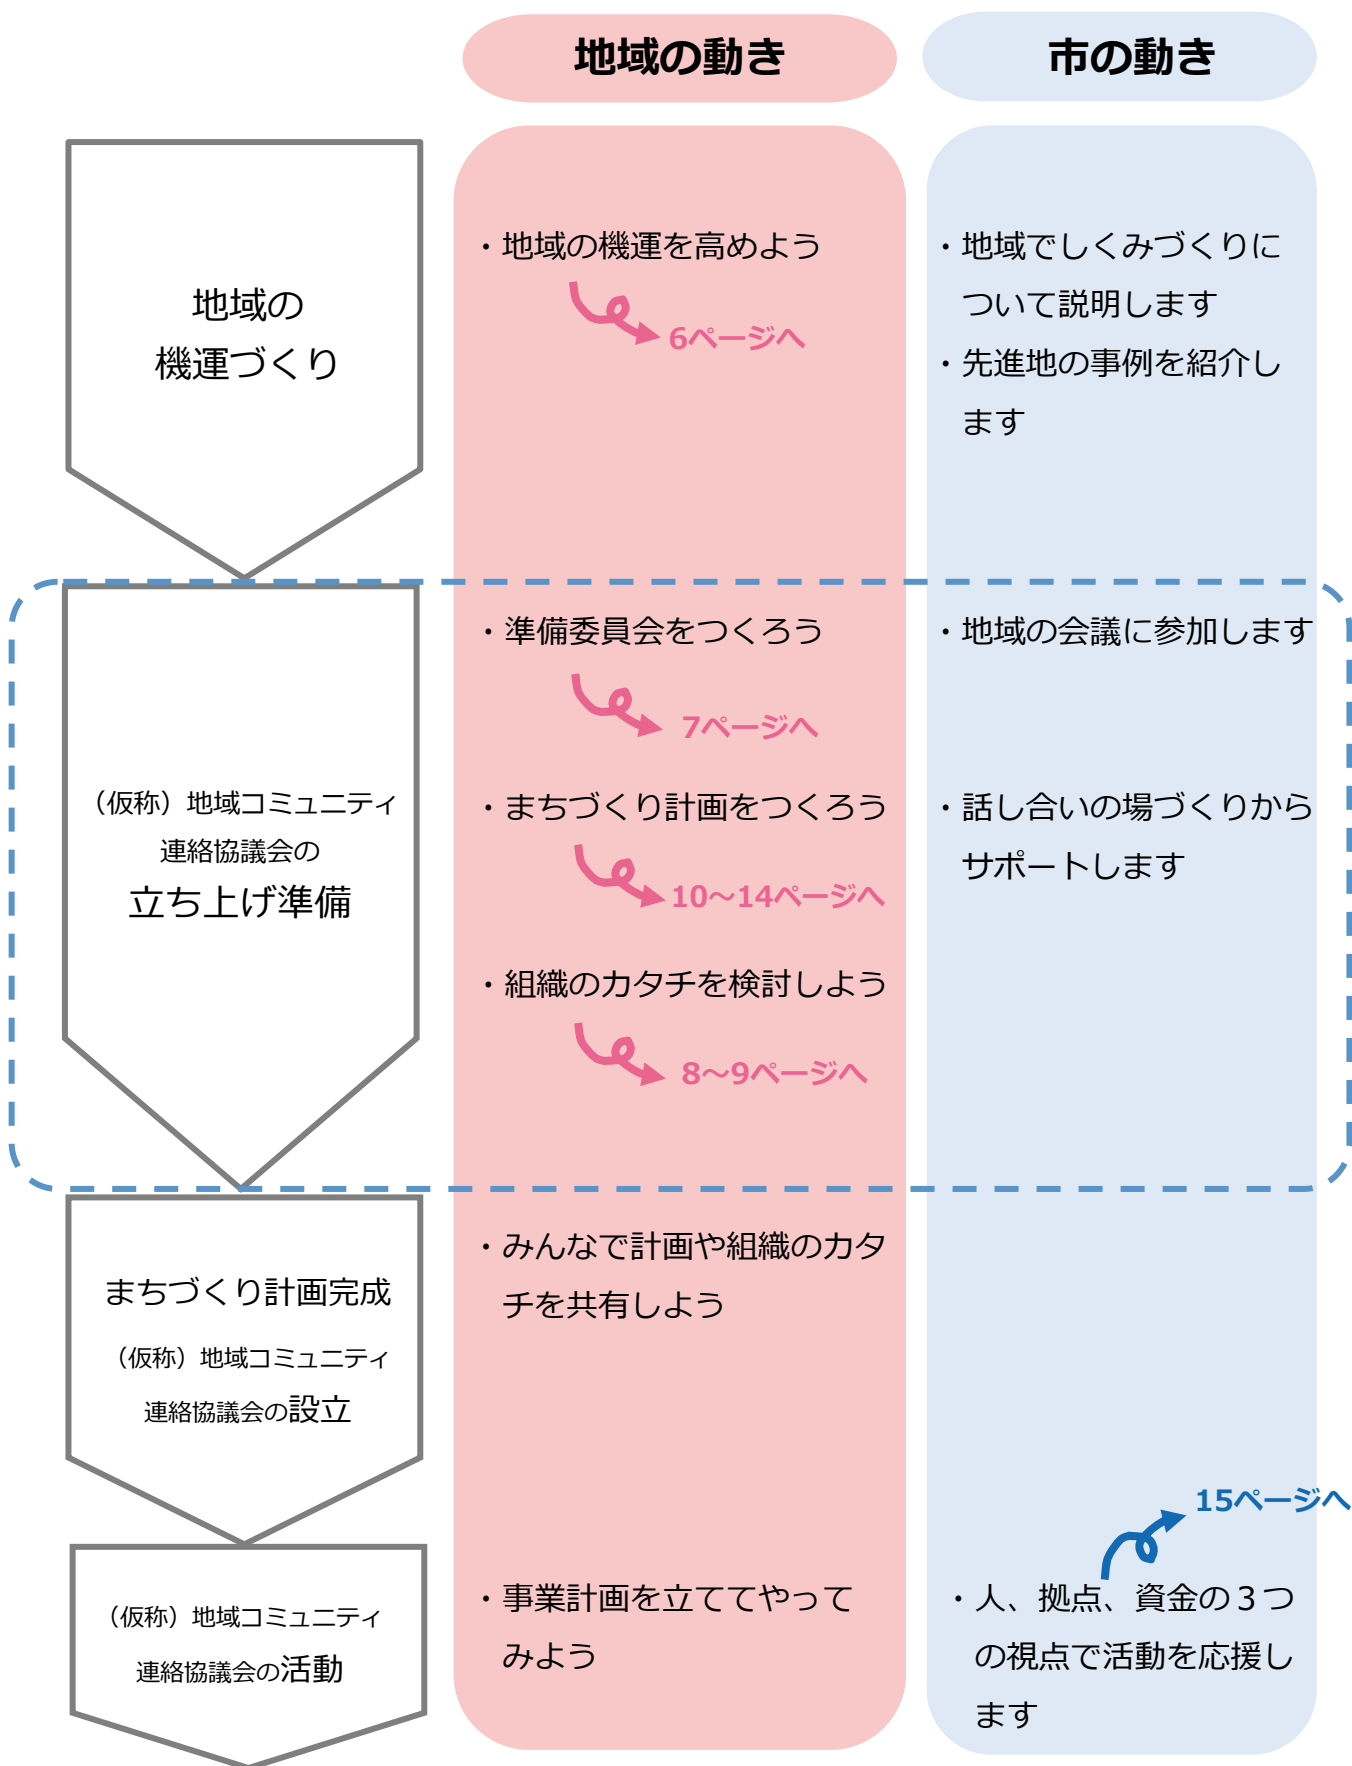 地域の動き
市の動き
地域の
機運づくり
・地域の機運を高めよう
6ページへ
・地域でしくみづくりに
ついて説明します
・先進地の事例を紹介し
ます
（仮称）地域コミュニティ
連絡協議会の
立ち上げ準備
・準備委員会をつくろう
7ページへ
・まちづくり計画をつくろう
10～14ページへ
・組織のカタチを検討しよう
8～9ページへ
・地域の会議に参加します
・話し合いの場づくりから
サポートします
まちづくり計画完成
（仮称）地域コミュニティ
連絡協議会の設立
・みんなで計画や組織のカタ
チを共有しよう
（仮称）地域コミュニティ
連絡協議会の活動
・事業計画を立ててやって
みよう
15ページへ
・人、拠点、資金の３つ
の視点で活動を応援し
ます